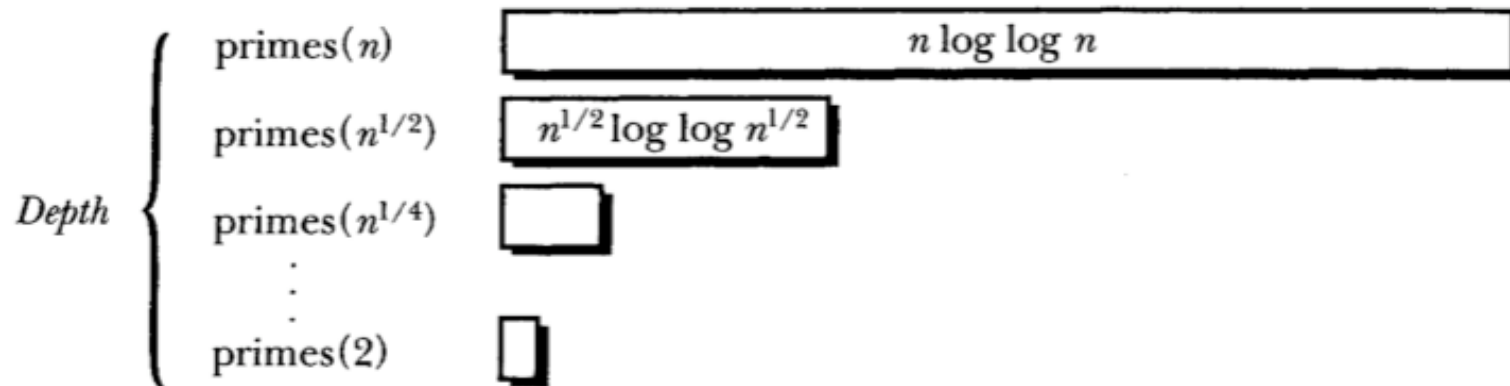 primes(n) n log log n
primes(n^{1/2}) n^{1/2} log log n^{1/2}
Depth primes(n^{1/4})
.
.
.
primes(2)